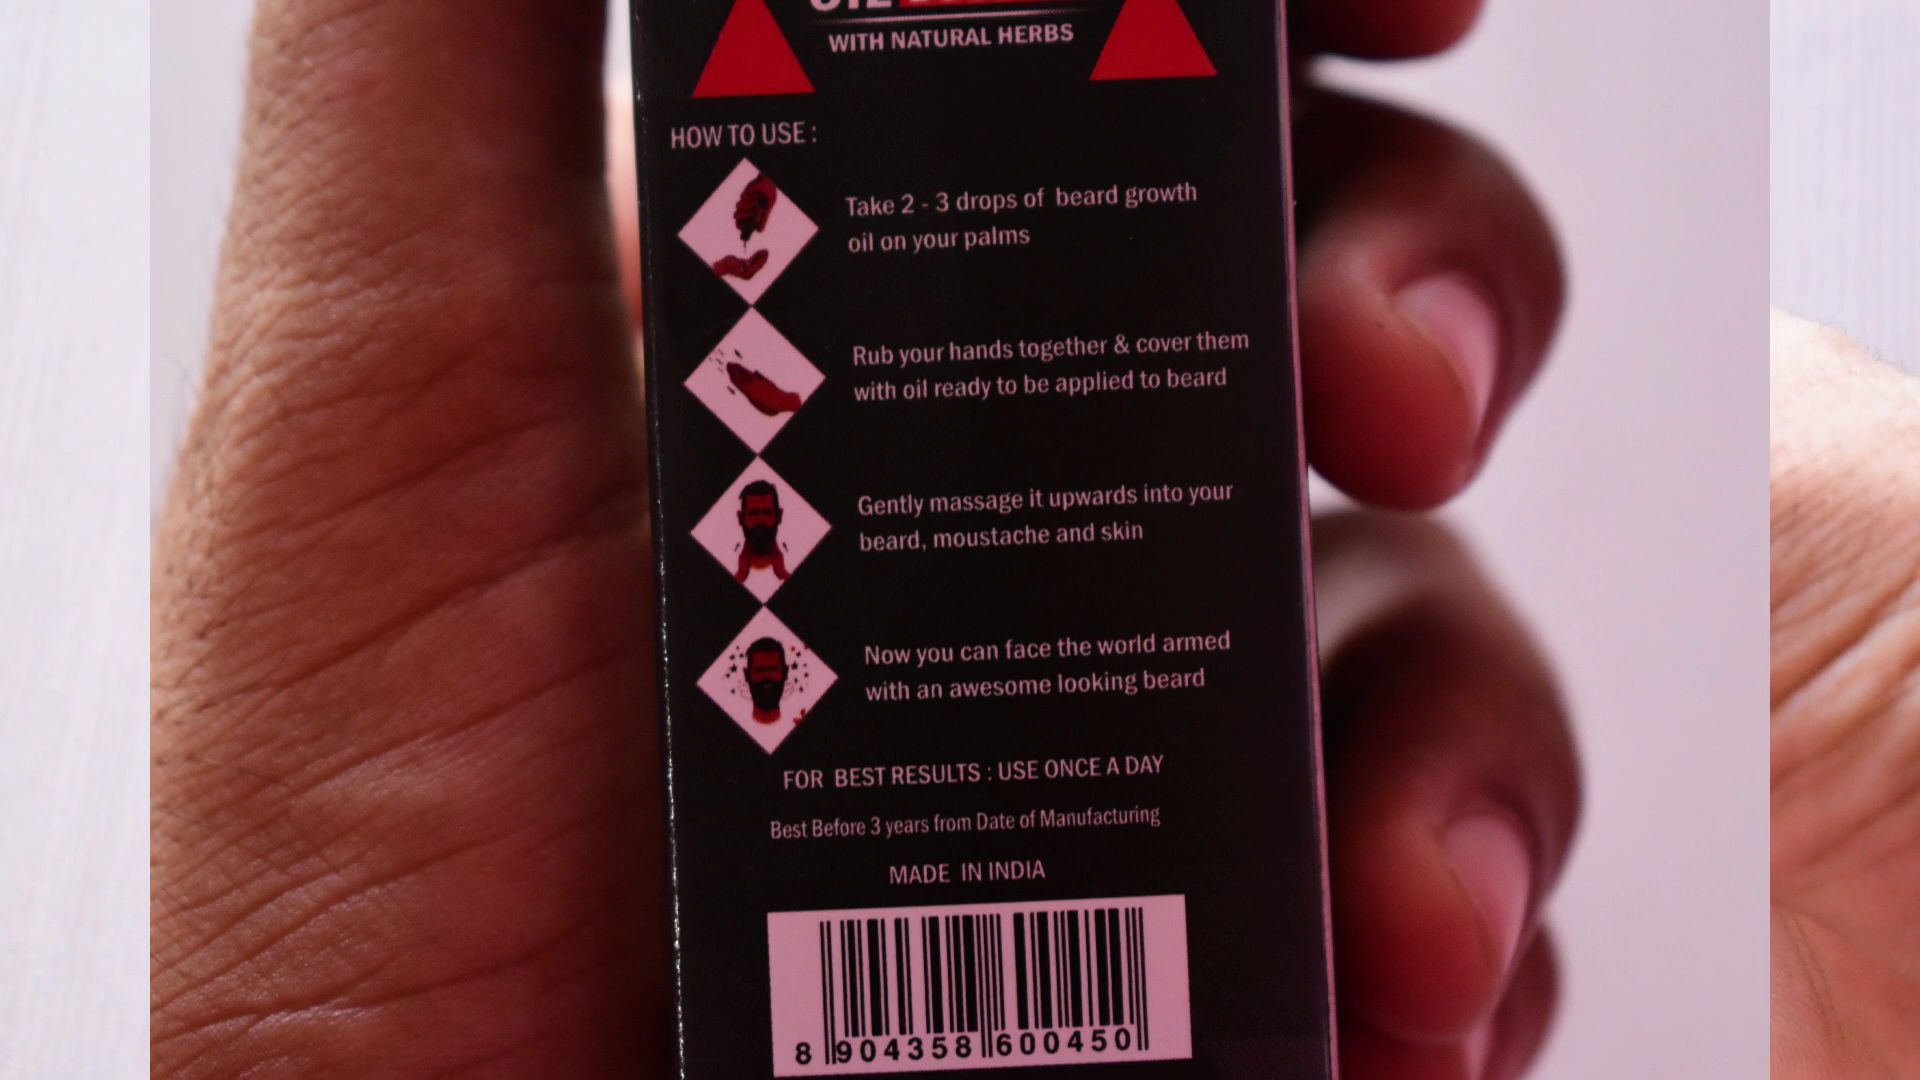 WITH NATURAL HERBS
HOW TO USE :
Take 2 - 3 drops of beard growth
oil on your palms
Rub your hands together & cover them
with oil ready to be applied to beard
Gently massage it upwards into your
beard, moustache and skin
Now you can face the world armed
with an awesome looking beard
FOR BEST RESULTS : USE ONCE A DAY
Best Before 3 years from Date of Manufacturing
MADE IN INDIA
8 904358 600450